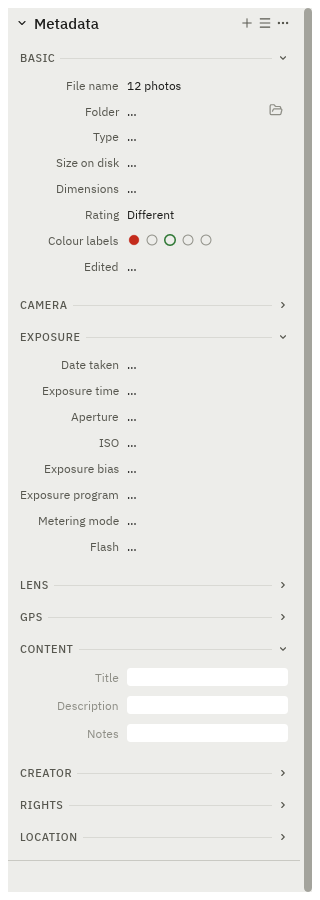 Metadata
BASIC
File name 12 photos
Folder ...
Type ...
Size on disk ...
Dimensions ...
Rating Different
Colour labels
Edited ...
CAMERA
EXPOSURE
Date taken ...
Exposure time ...
Aperture ...
ISO ...
Exposure bias ...
Exposure program ...
Metering mode ...
Flash ...
LENS
GPS
CONTENT
Title
Description
Notes
CREATOR
RIGHTS
LOCATION